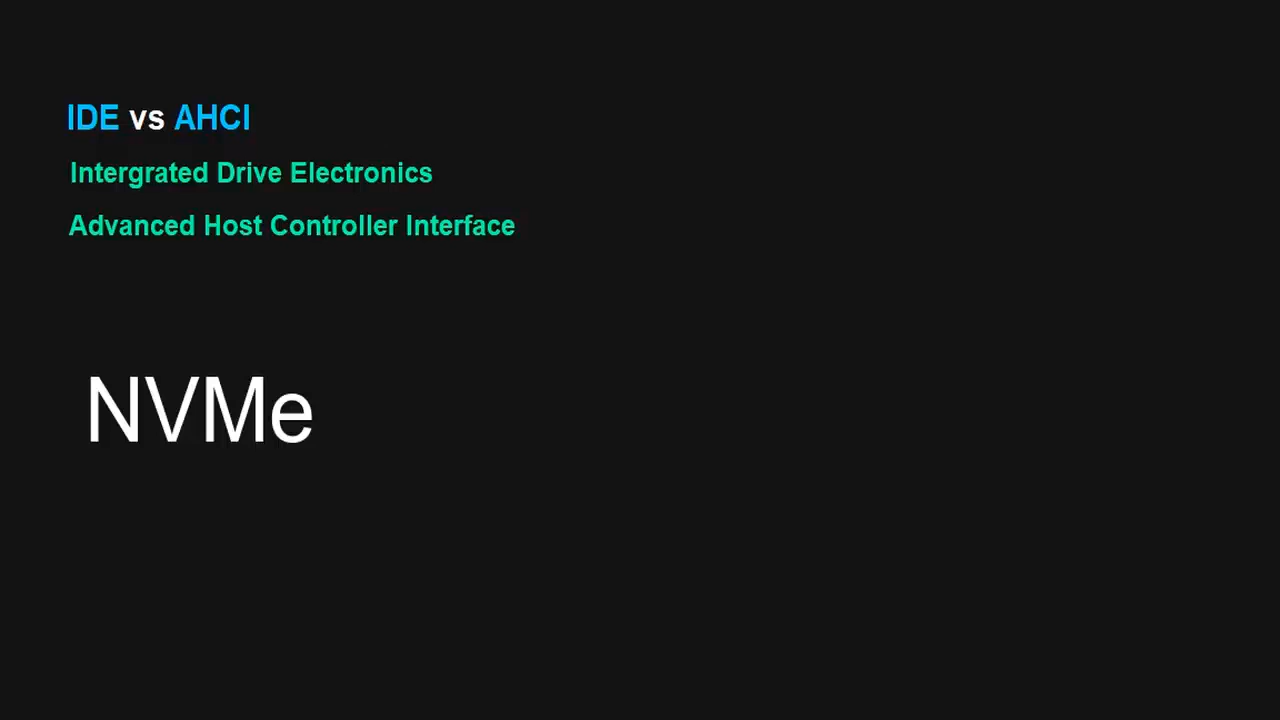 IDE vs AHCI
Intergrated Drive Electronics
Advanced Host Controller Interface
NVMe